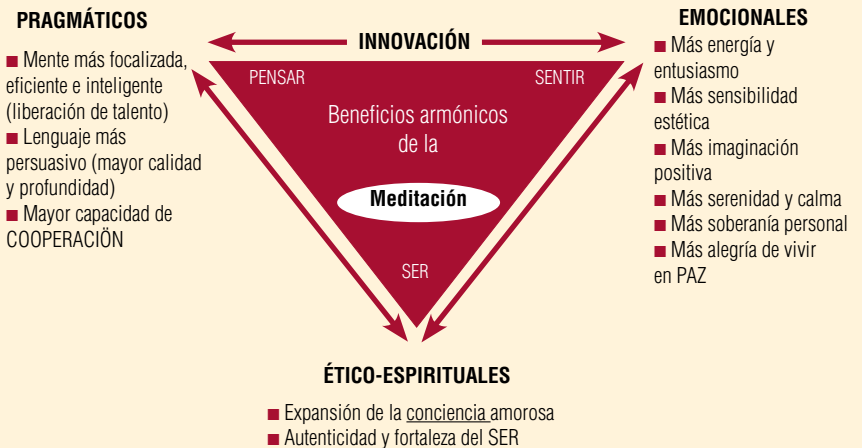 PRAGMÁTICOS
■ Mente más focalizada,
eficiente e inteligente
(liberación de talento)
■ Lenguaje más
persuasivo (mayor calidad
y profundidad)
■ Mayor capacidad de
COOPERACIÖN
INNOVACIÓN
PENSAR
SENTIR
Beneficios armónicos
de la
Meditación
SER
EMOCIONALES
■ Más energía y
entusiasmo
■ Más sensibilidad
estética
■ Más imaginación
positiva
■ Más serenidad y calma
■ Más soberanía personal
■ Más alegría de vivir
en PAZ
ÉTICO-ESPIRITUALES
■ Expansión de la conciencia amorosa
■ Autenticidad y fortaleza del SER